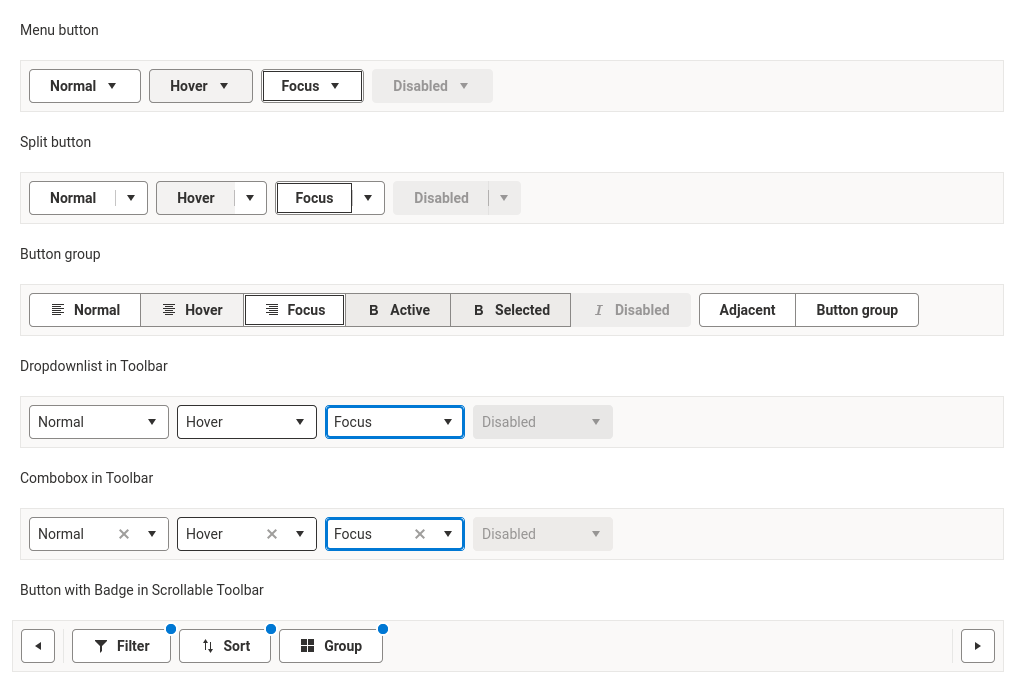 Menu button
Normal Hover Focus Disabled
Split button
Normal Hover Focus Disabled
Button group
Normal Hover Focus B Active B Selected I Disabled Adjacent Button group
Dropdownlist in Toolbar
Normal Hover Focus Disabled
Combobox in Toolbar
Normal Hover Focus Disabled
Button with Badge in Scrollable Toolbar
Filter Sort Group